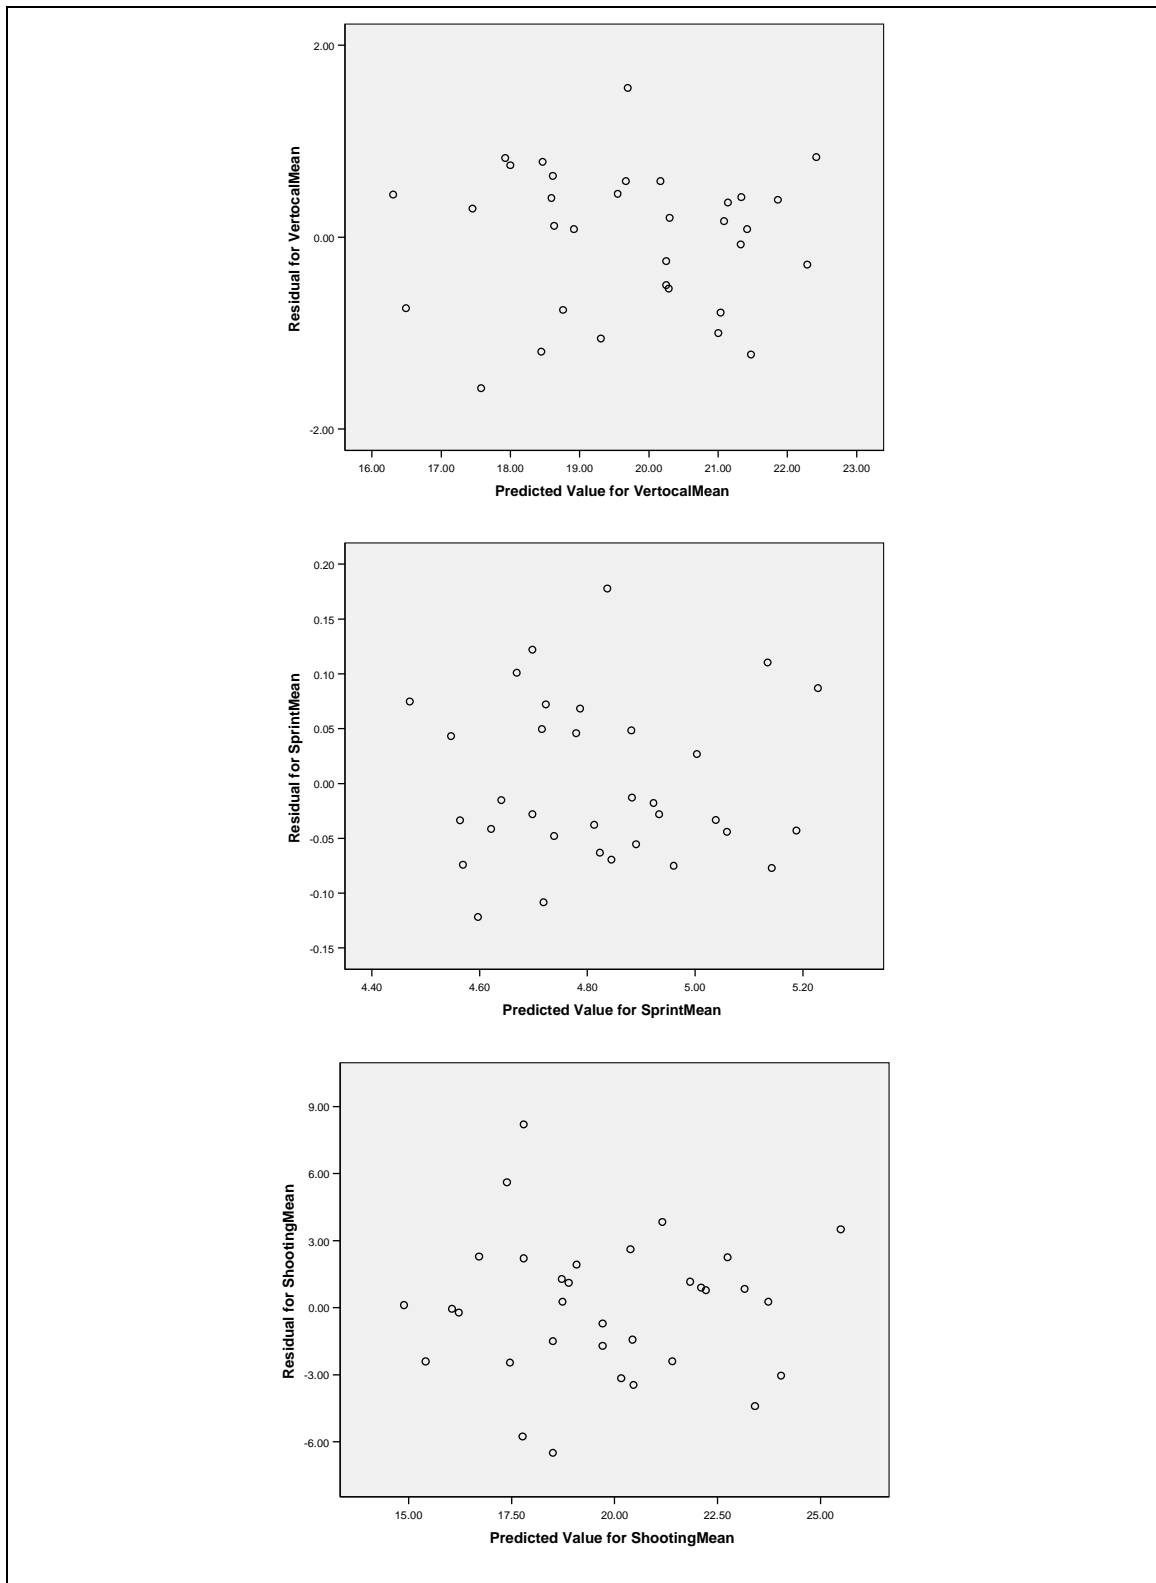 2.00
0.00
-2.00
Residual for VertocalMean
16.00 17.00 18.00 19.00 20.00 21.00 22.00 23.00
Predicted Value for VertocalMean
0.20
0.15
0.10
0.05
0.00
-0.05
-0.10
-0.15
Residual for SprintMean
4.40 4.60 4.80 5.00 5.20
Predicted Value for SprintMean
9.00
6.00
3.00
0.00
-3.00
-6.00
Residual for ShootingMean
15.00 17.50 20.00 22.50 25.00
Predicted Value for ShootingMean